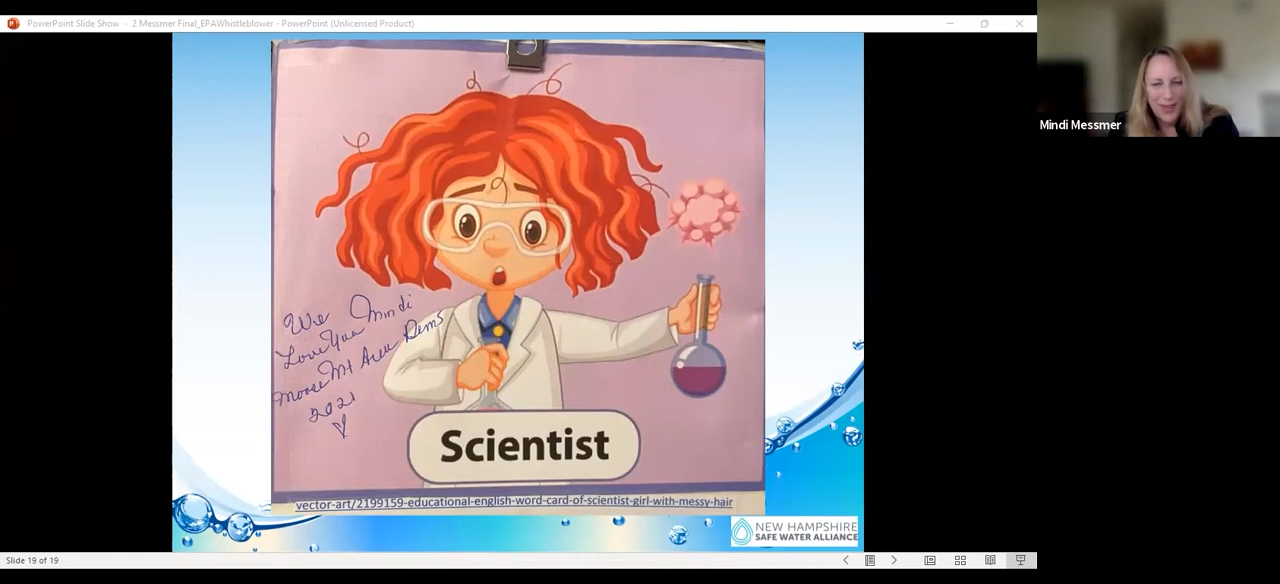 PowerPoint Slide Show - 2 Messmer Final_EPAWhistleblower - PowerPoint (Unlicensed Product)
Mindi Messmer
We Mindi
Love You
Moose Mt Area Dems
2021
Scientist
vector-art/2199159-educational-english-word-card-of-scientist-girl-with-messy-hair
NEW HAMPSHIRE
SAFE WATER ALLIANCE
Slide 19 of 19